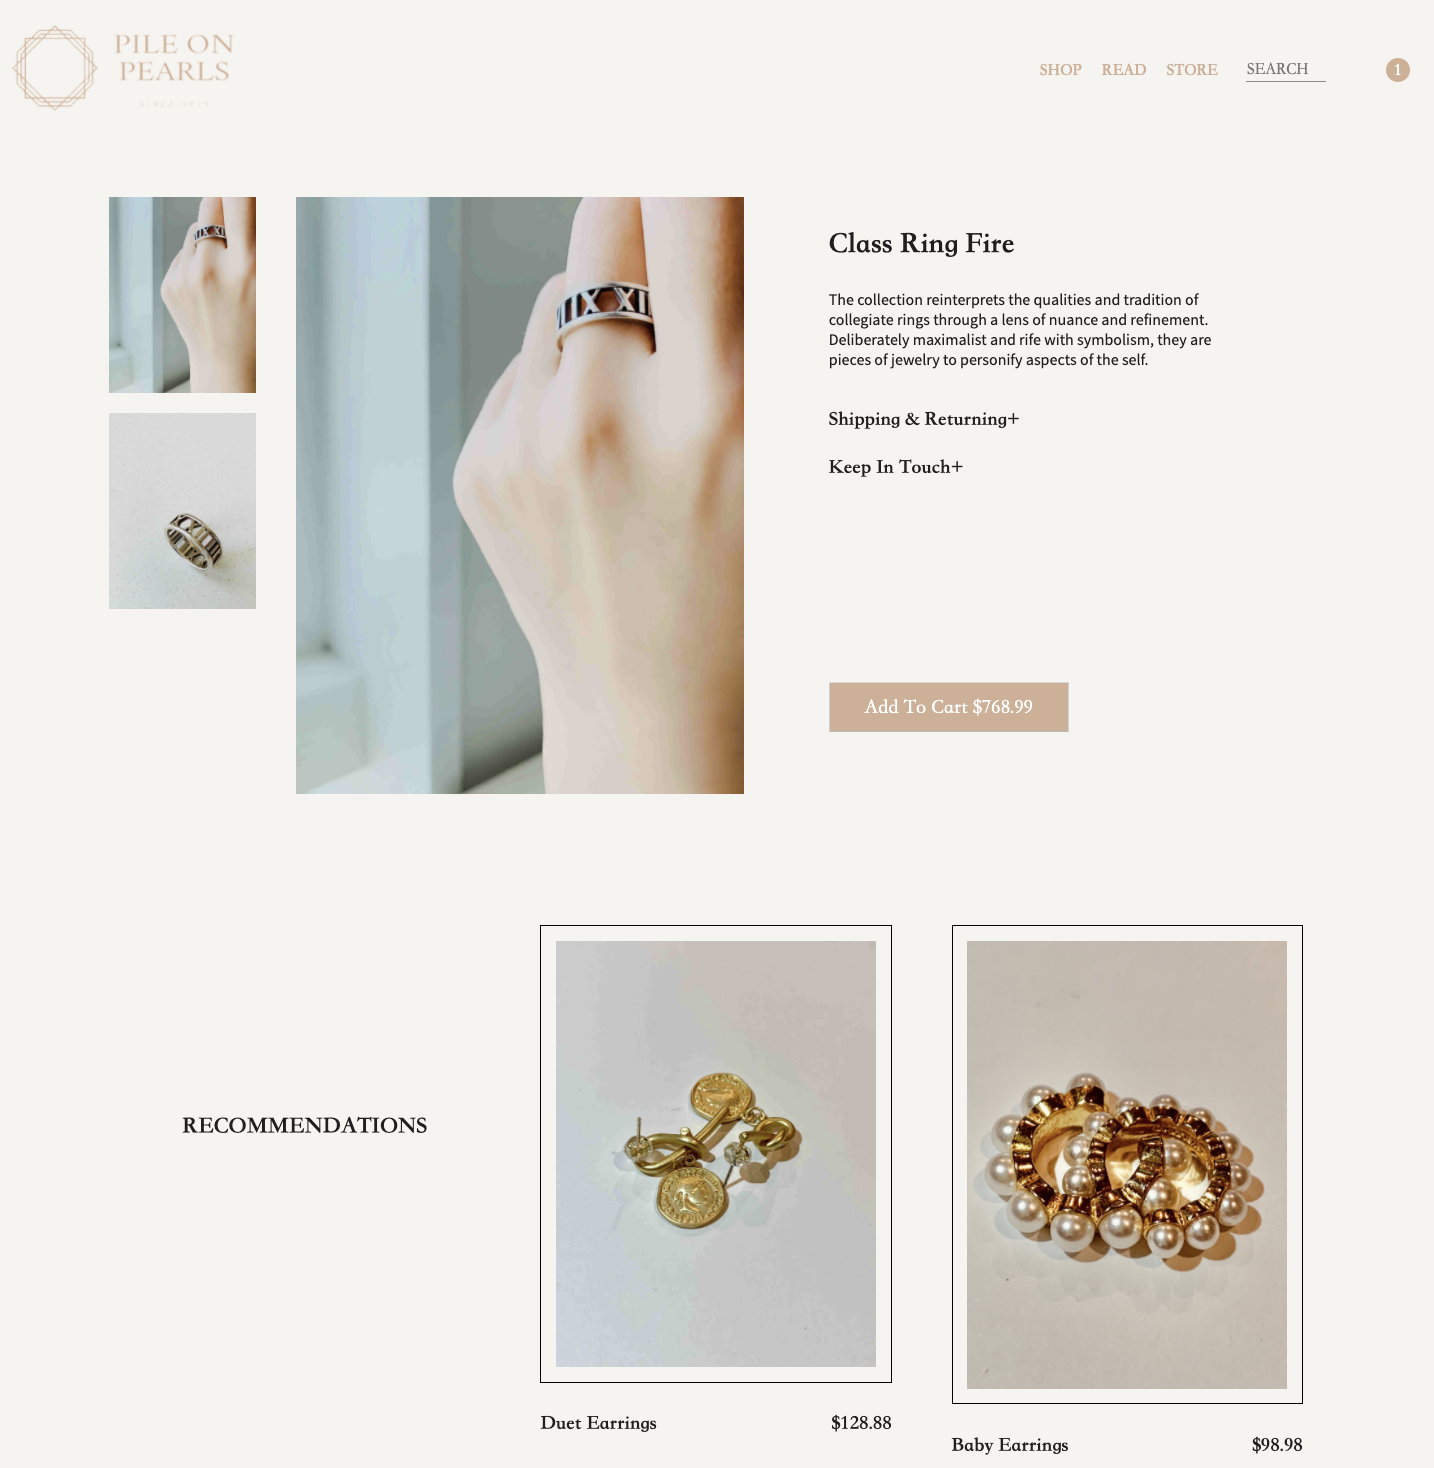 PILE ON
PEARLS
SHOP READ STORE SEARCH 1
Class Ring Fire
The collection reinterprets the qualities and tradition of
collegiate rings through a lens of nuance and refinement.
Deliberately maximalist and rife with symbolism, they are
pieces of jewelry to personify aspects of the self.
Shipping & Returning+
Keep In Touch+
Add To Cart $768.99
RECOMMENDATIONS
Duet Earrings $128.88
Baby Earrings $98.98